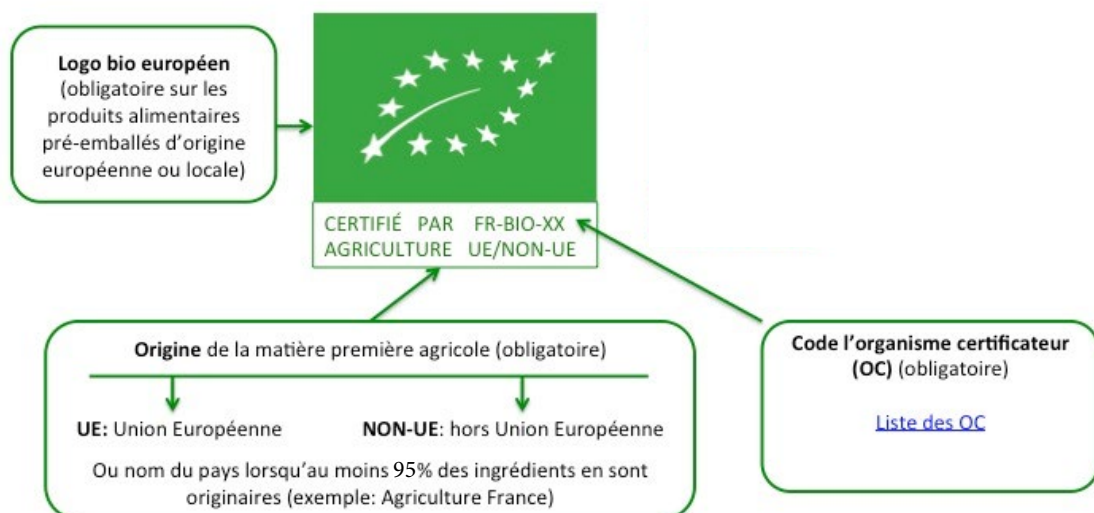 Logo bio européen
(obligatoire sur les
produits alimentaires
pré-emballés d’origine
européenne ou locale)
CERTIFIÉ PAR FR-BIO-XX
AGRICULTURE UE/NON-UE
Origine de la matière première agricole (obligatoire)
UE: Union Européenne
NON-UE: hors Union Européenne
Ou nom du pays lorsqu’au moins 95% des ingrédients en sont
originaires (exemple: Agriculture France)
Code l’organisme certificateur
(OC) (obligatoire)
Liste des OC